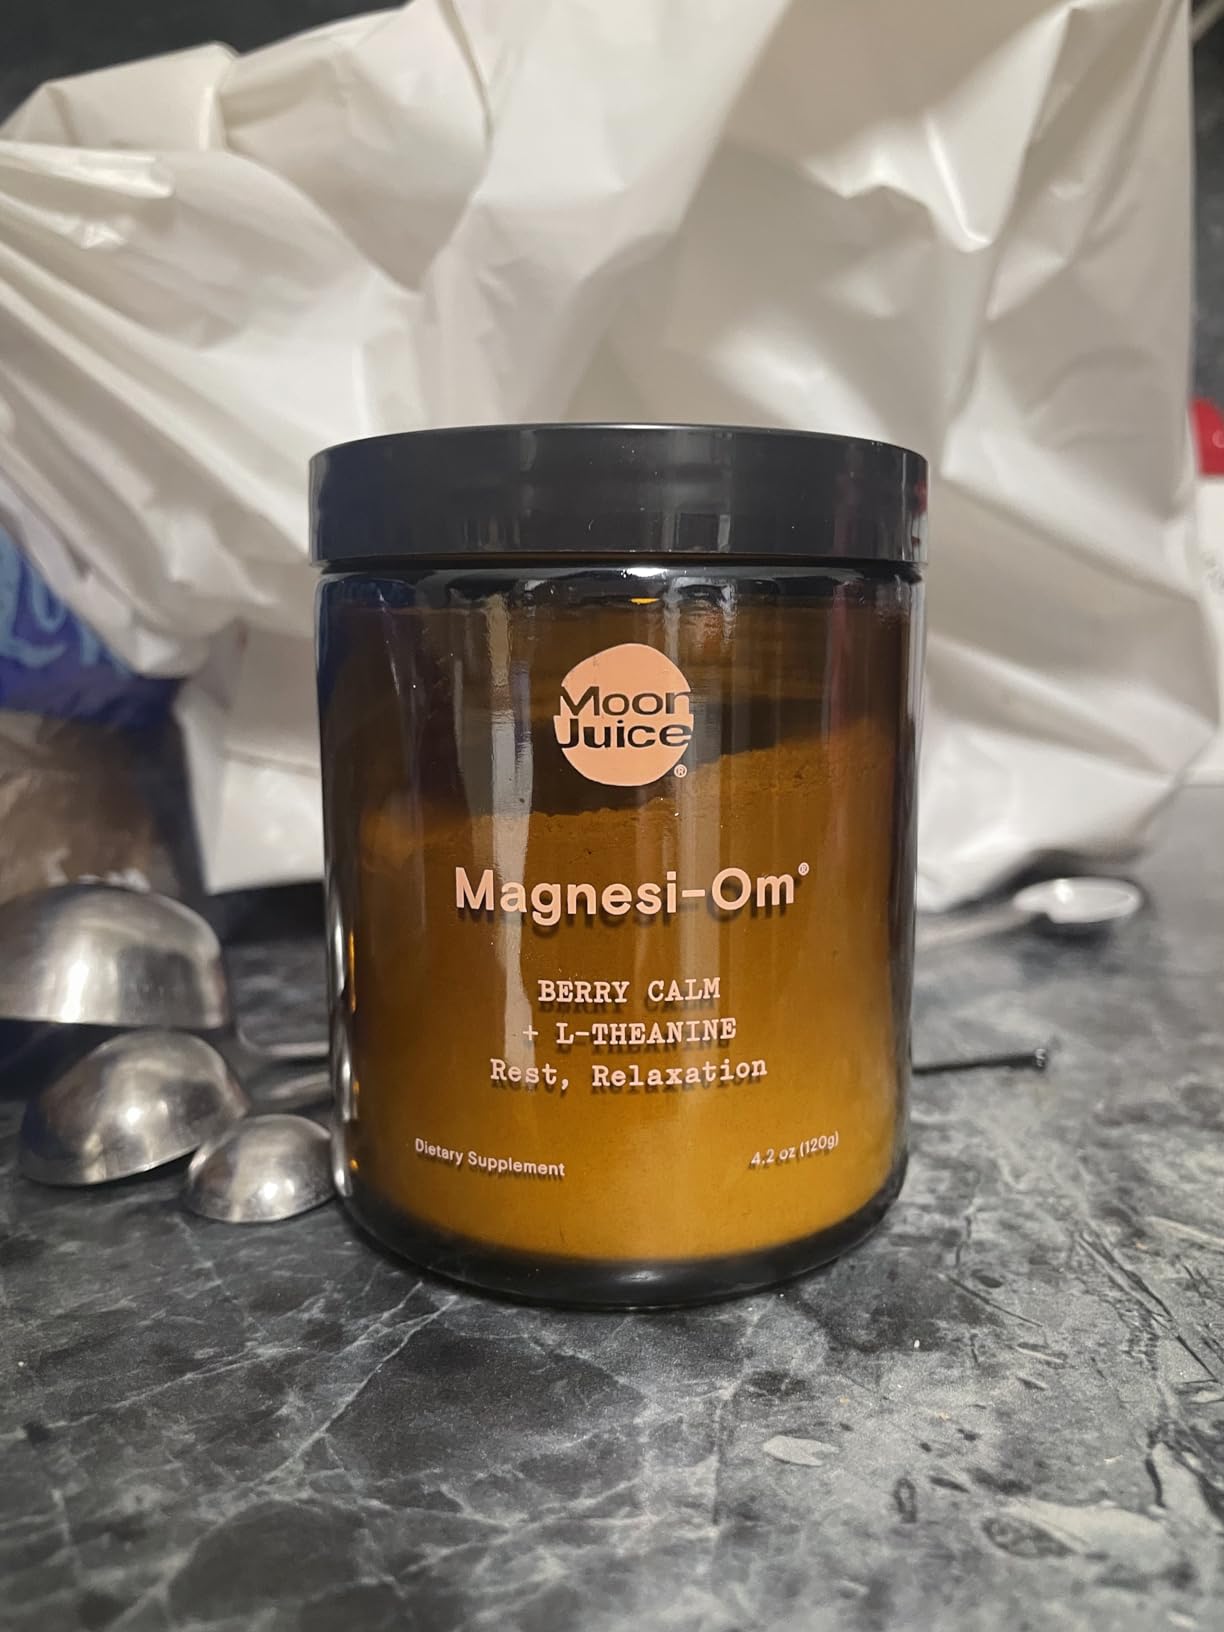 Moon
Juice
®
Magnesi-Om®
BERRY CALM
+ L-THEANINE
Rest, Relaxation
Dietary Supplement
4.2 oz (120g)